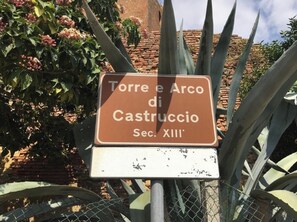 Torre e Arco
di
Castruccio
Sec. XIII°